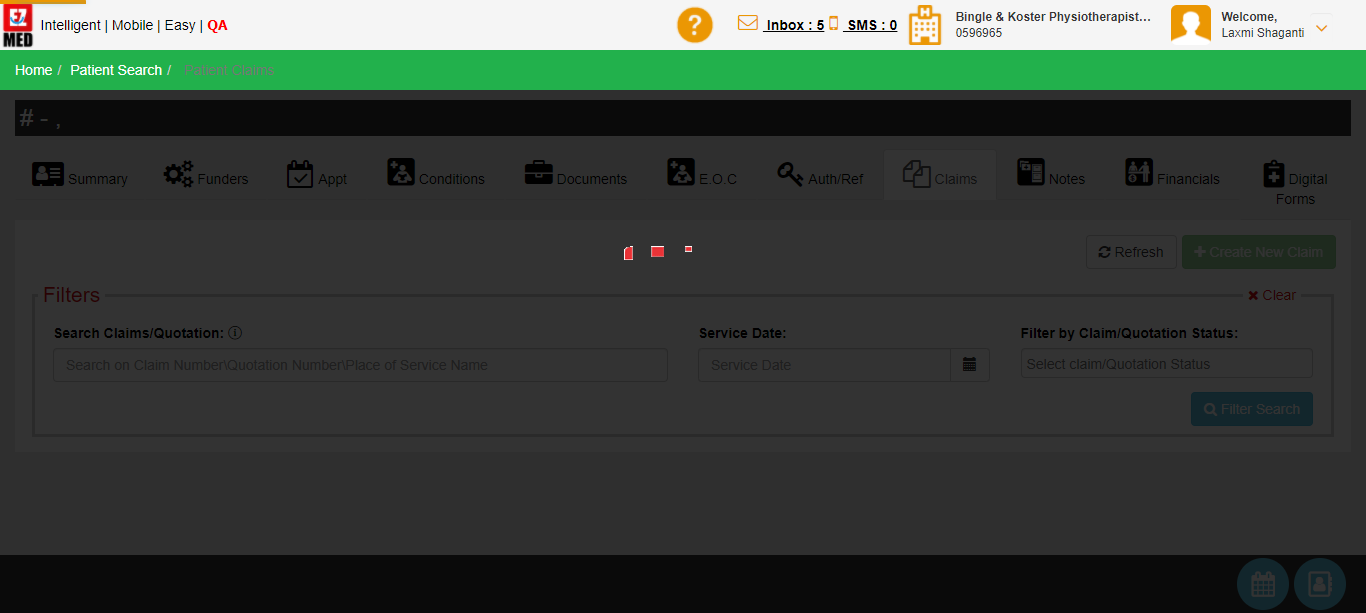 EZ
MED
Intelligent | Mobile | Easy | QA
?
Inbox : 5
SMS : 0
H
Bingle & Koster Physiotherapist...
0596965
Welcome,
Laxmi Shaganti
Home / Patient Search / Patient Claims
# - ,
Summary
Funders
Appt
Conditions
Documents
E.O.C
Auth/Ref
Claims
Notes
Financials
Digital
Forms
Refresh
Create New Claim
Filters
Clear
Search Claims/Quotation:
Service Date:
Filter by Claim/Quotation Status:
Search on Claim Number\Quotation Number\Place of Service Name
Service Date
Select claim/Quotation Status
Filter Search